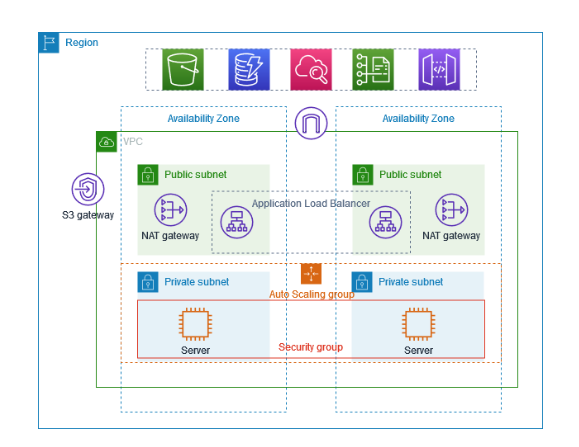 Region
Availability Zone
Availability Zone
VPC
Public subnet
Public subnet
S3 gateway
Application Load Balancer
NAT gateway
NAT gateway
Private subnet
Private subnet
Auto Scaling group
Server
Security group
Server